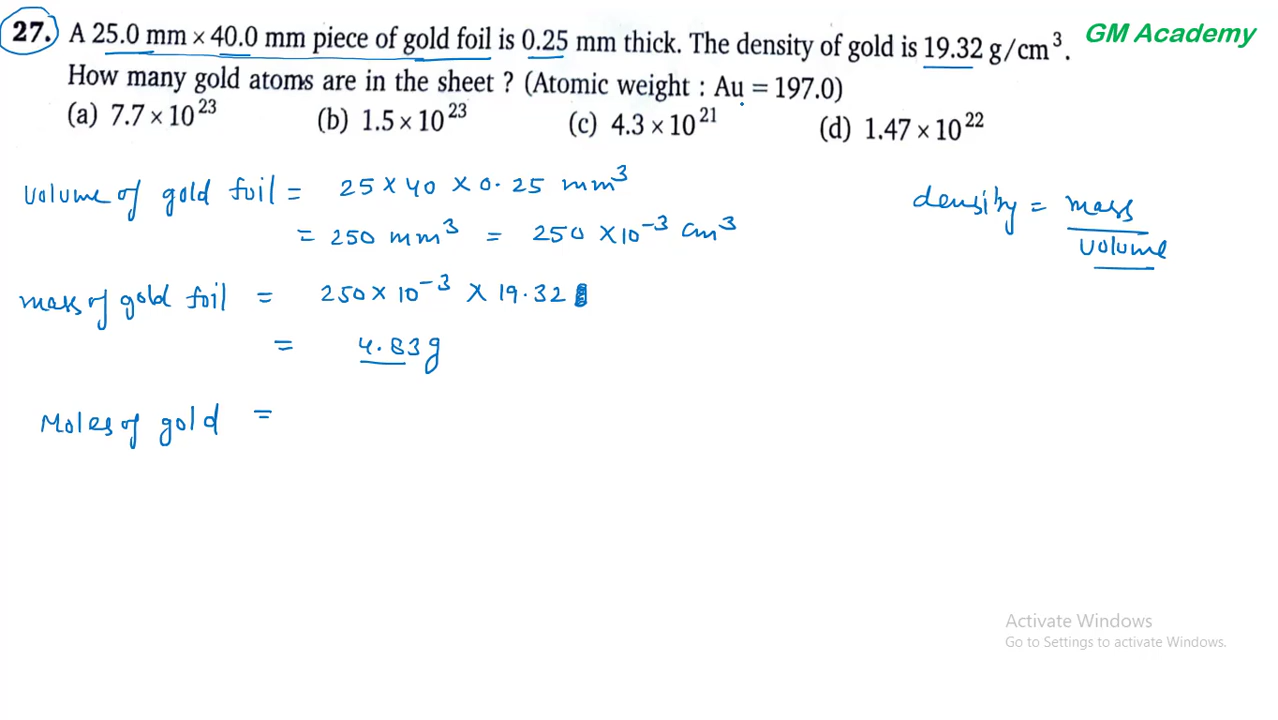 27. A 25.0 mm × 40.0 mm piece of gold foil is 0.25 mm thick. The density of gold is 19.32 g/cm³.
GM Academy
How many gold atoms are in the sheet ? (Atomic weight : Au = 197.0)
(a) 7.7 × 10²³ (b) 1.5 × 10²³ (c) 4.3 × 10²¹ (d) 1.47 × 10²²
Volume of gold foil = 25 × 40 × 0.25 mm³
= 250 mm³ = 250 × 10⁻³ cm³
density = mass / volume
mass of gold foil = 250 × 10⁻³ × 19.32
= 4.83 g
Moles of gold =
Activate Windows
Go to Settings to activate Windows.